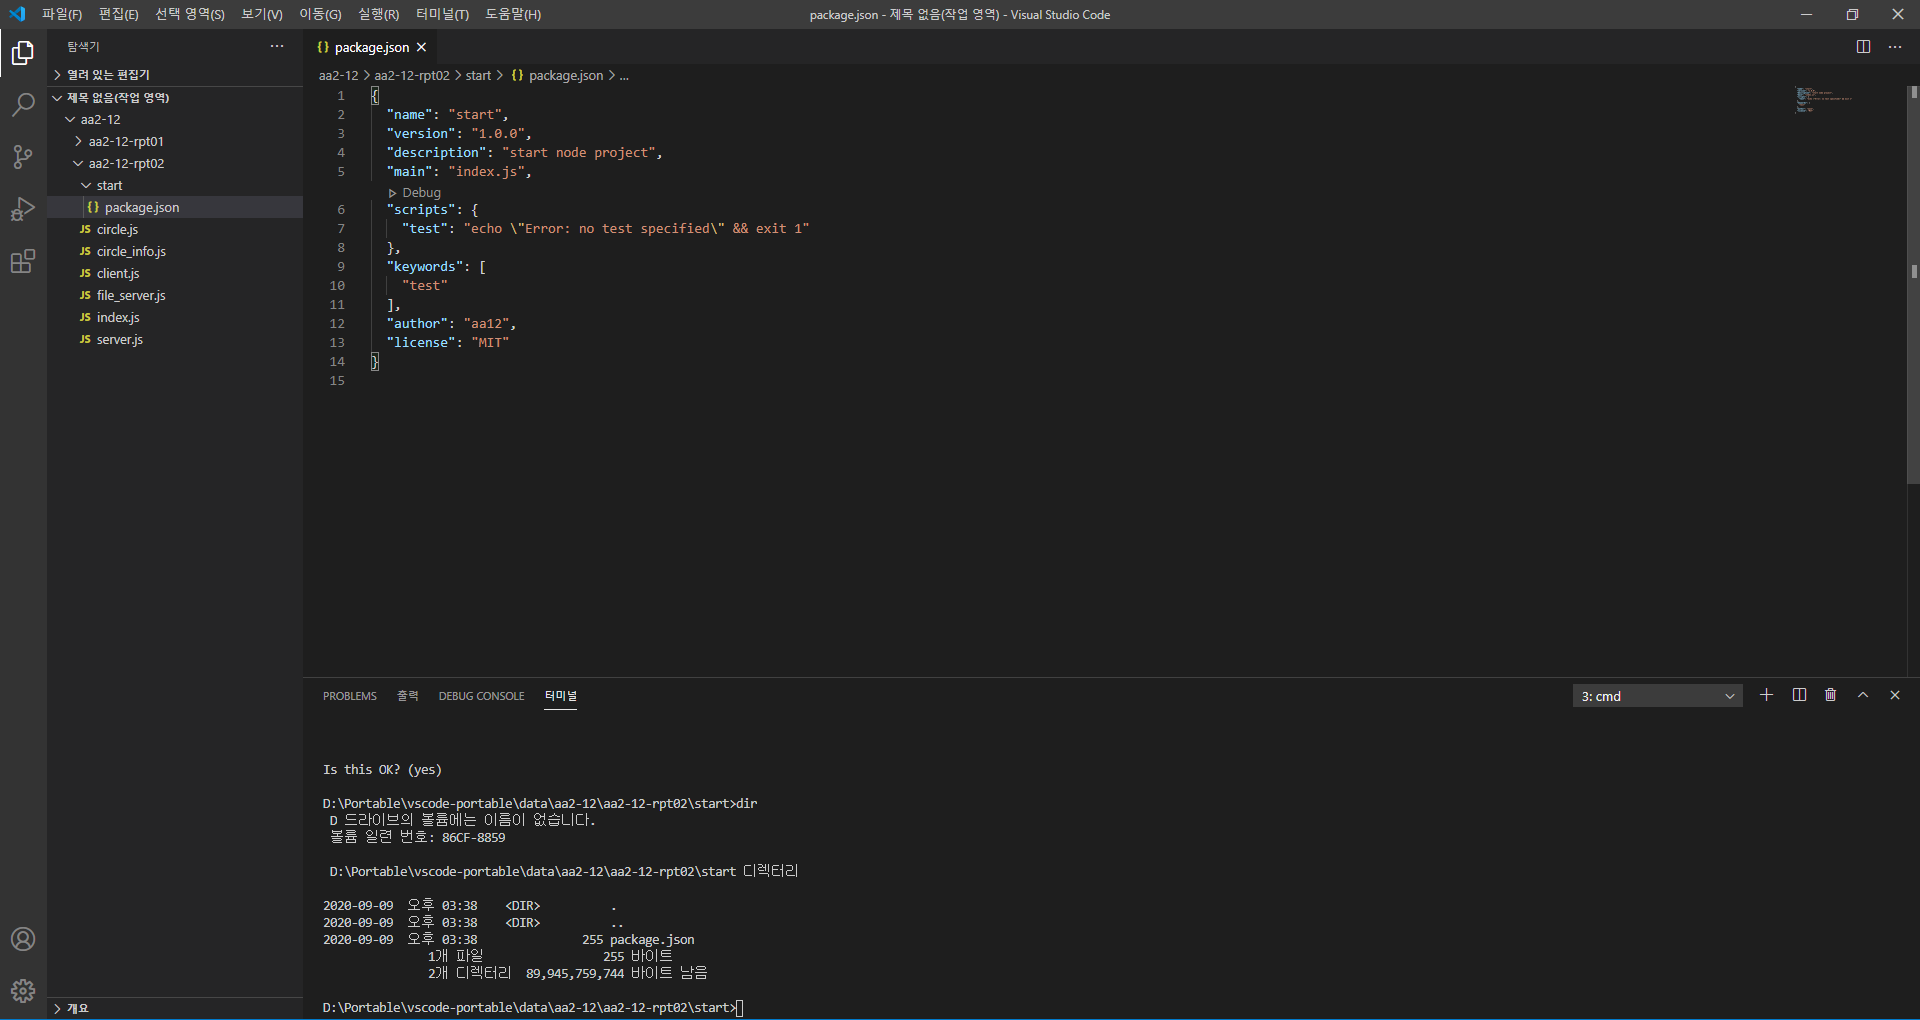 파일(F) 편집(E) 선택 영역(S) 보기(V) 이동(G) 실행(R) 터미널(T) 도움말(H)
package.json - 제목 없음(작업 영역) - Visual Studio Code
탐색기
열려 있는 편집기
제목 없음(작업 영역)
aa2-12
aa2-12-rpt01
aa2-12-rpt02
start
{} package.json
JS circle.js
JS circle_info.js
JS client.js
JS file_server.js
JS index.js
JS server.js
개요
{} package.json
aa2-12 > aa2-12-rpt02 > start > {} package.json > ...
1 {
2 "name": "start",
3 "version": "1.0.0",
4 "description": "start node project",
5 "main": "index.js",
Debug
6 "scripts": {
7 "test": "echo \"Error: no test specified\" && exit 1"
8 },
9 "keywords": [
10 "test"
11 ],
12 "author": "aa12",
13 "license": "MIT"
14 }
15
PROBLEMS 출력 DEBUG CONSOLE 터미널
3: cmd
Is this OK? (yes)
D:\Portable\vscode-portable\data\aa2-12\aa2-12-rpt02\start>dir
D 드라이브의 볼륨에는 이름이 없습니다.
볼륨 일련 번호: 86CF-8859
D:\Portable\vscode-portable\data\aa2-12\aa2-12-rpt02\start 디렉터리
2020-09-09 오후 03:38 <DIR> .
2020-09-09 오후 03:38 <DIR> ..
2020-09-09 오후 03:38 255 package.json
1개 파일 255 바이트
2개 디렉터리 89,945,759,744 바이트 남음
D:\Portable\vscode-portable\data\aa2-12\aa2-12-rpt02\start>